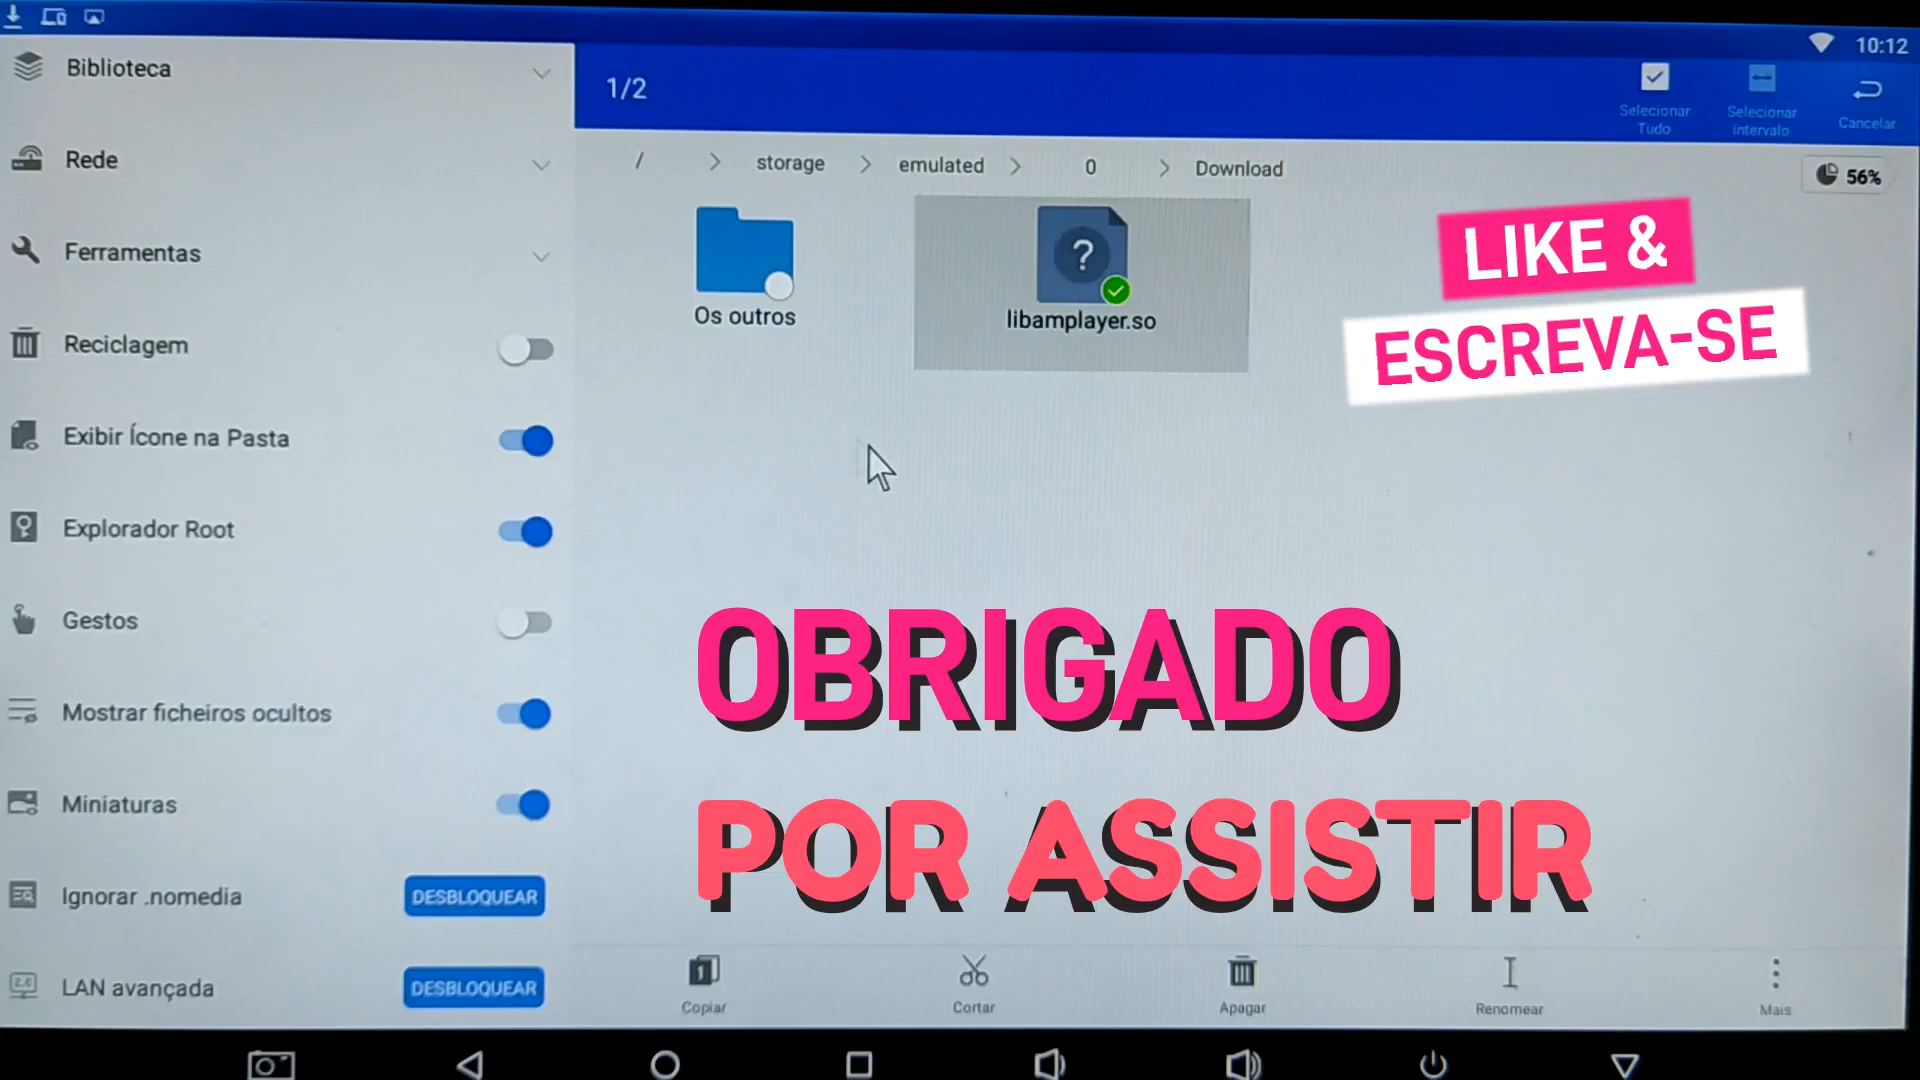 10:12
Biblioteca
Rede
Ferramentas
Reciclagem
Exibir Ícone na Pasta
Explorador Root
Gestos
Mostrar ficheiros ocultos
Miniaturas
Ignorar .nomedia
DESBLOQUEAR
LAN avançada
DESBLOQUEAR
1/2
Selecionar
Tudo
Selecionar
intervalo
Cancelar
/ > storage > emulated > 0 > Download
56%
Os outros
?
libamplayer.so
LIKE &
ESCREVA-SE
OBRIGADO
POR ASSISTIR
1
Copiar
Cortar
Apagar
Renomear
Mais